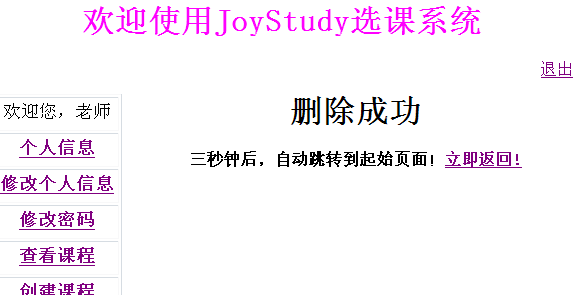 欢迎使用JoyStudy选课系统
退出
欢迎您，老师
个人信息
修改个人信息
修改密码
查看课程
创建课程
删除成功
三秒钟后，自动跳转到起始页面！立即返回！